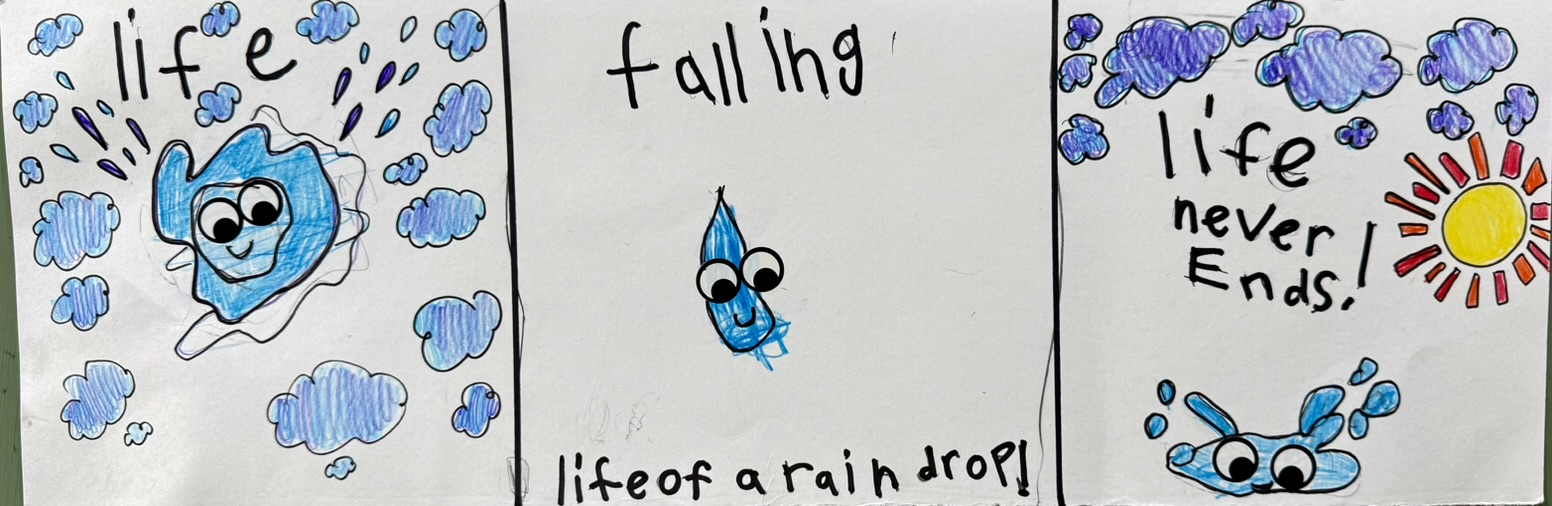 life
falling
lifeof a rain drop!
life
never
Ends!